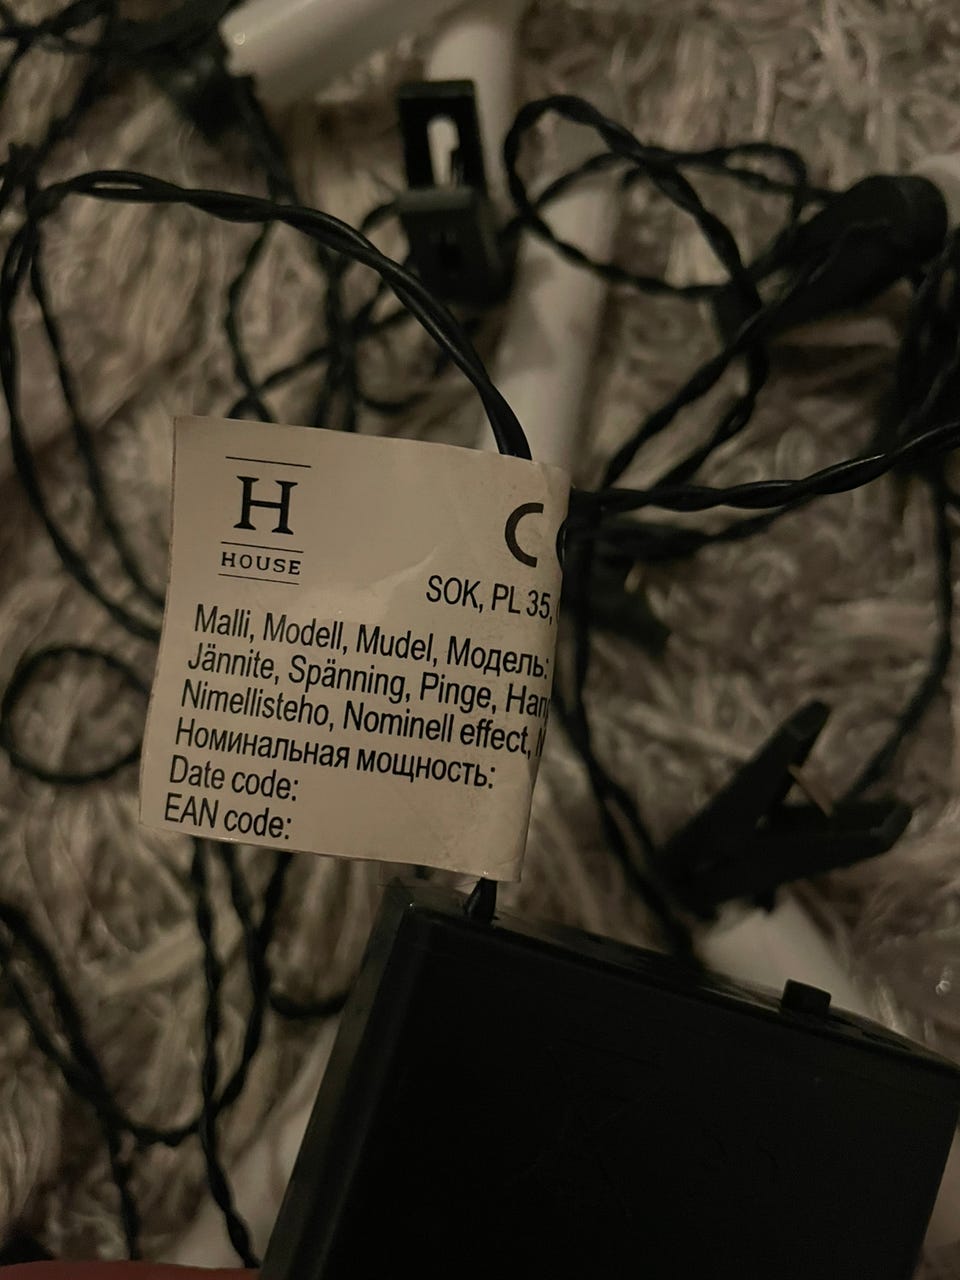 H
HOUSE
SOK, PL 35,
Malli, Modell, Mudel, Модель:
Jännite, Spänning, Pinge,
Nimellisteho, Nominell effect,
Номинальная мощность:
Date code:
EAN code: